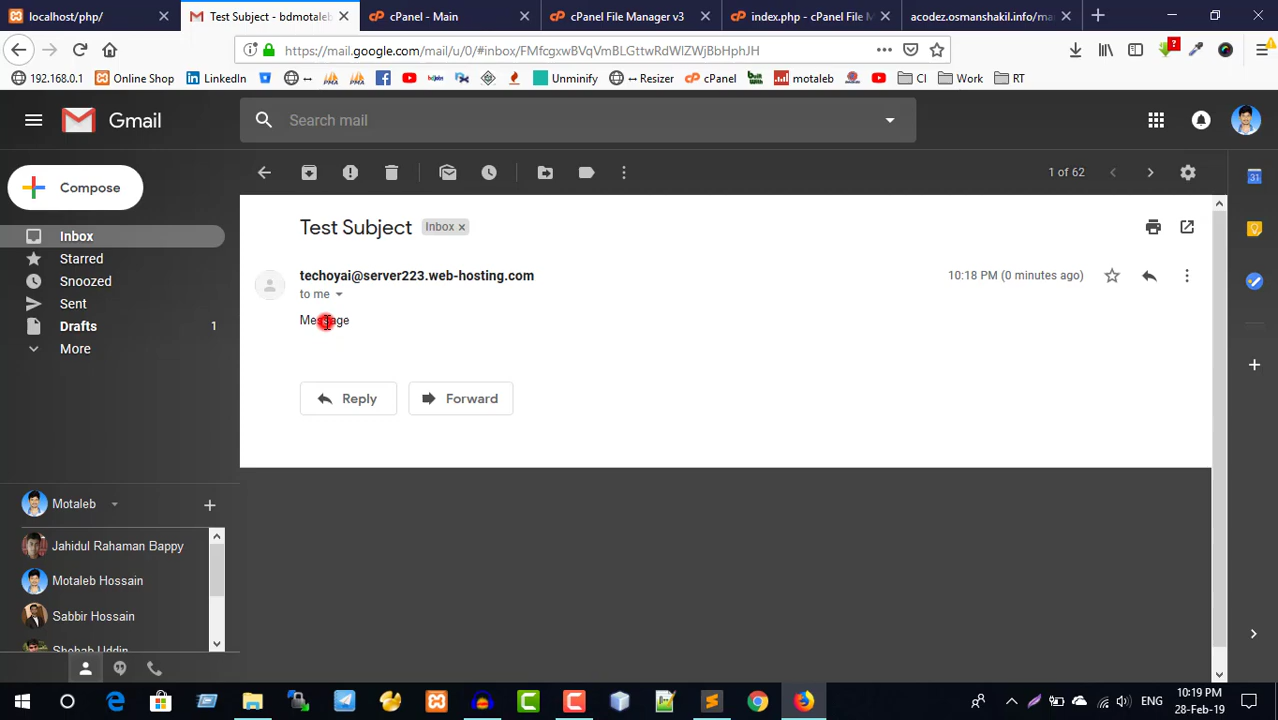 localhost/php/
Test Subject - bdmotaleb
cPanel - Main
cPanel File Manager v3
index.php - cPanel File M
acodez.osmanshakil.info/ma
https://mail.google.com/mail/u/0/#inbox/FMfcgxwBVqVmBLGttwRdWlZWjBbHphJH
192.168.0.1
Online Shop
LinkedIn
Unminify
Resizer
cPanel
motaleb
CI
Work
RT
Gmail
Search mail
Compose
1 of 62
Inbox
Starred
Snoozed
Sent
Drafts
1
More
Test Subject
Inbox x
techoyai@server223.web-hosting.com
10:18 PM (0 minutes ago)
to me
Message
Reply
Forward
Motaleb
Jahidul Rahaman Bappy
Motaleb Hossain
Sabbir Hossain
Shohab Uddin
ENG
10:19 PM
28-Feb-19